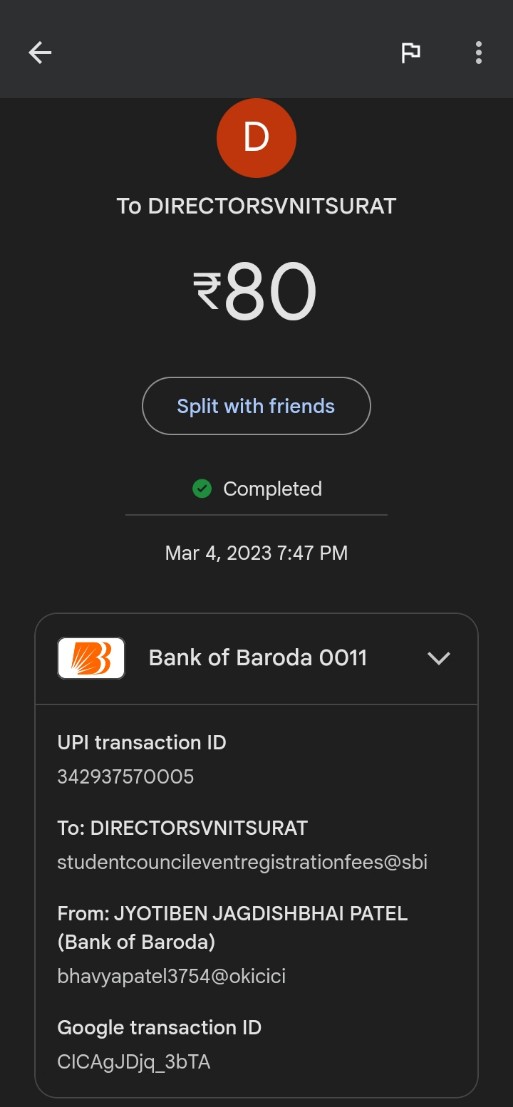 D
To DIRECTORSVNITSURAT
₹80
Split with friends
Completed
Mar 4, 2023 7:47 PM
Bank of Baroda 0011
UPI transaction ID
342937570005
To: DIRECTORSVNITSURAT
studentcouncileventregistrationfees@sbi
From: JYOTIBEN JAGDISHBHAI PATEL
(Bank of Baroda)
bhavyapatel3754@okicici
Google transaction ID
CICAgJDjq_3bTA